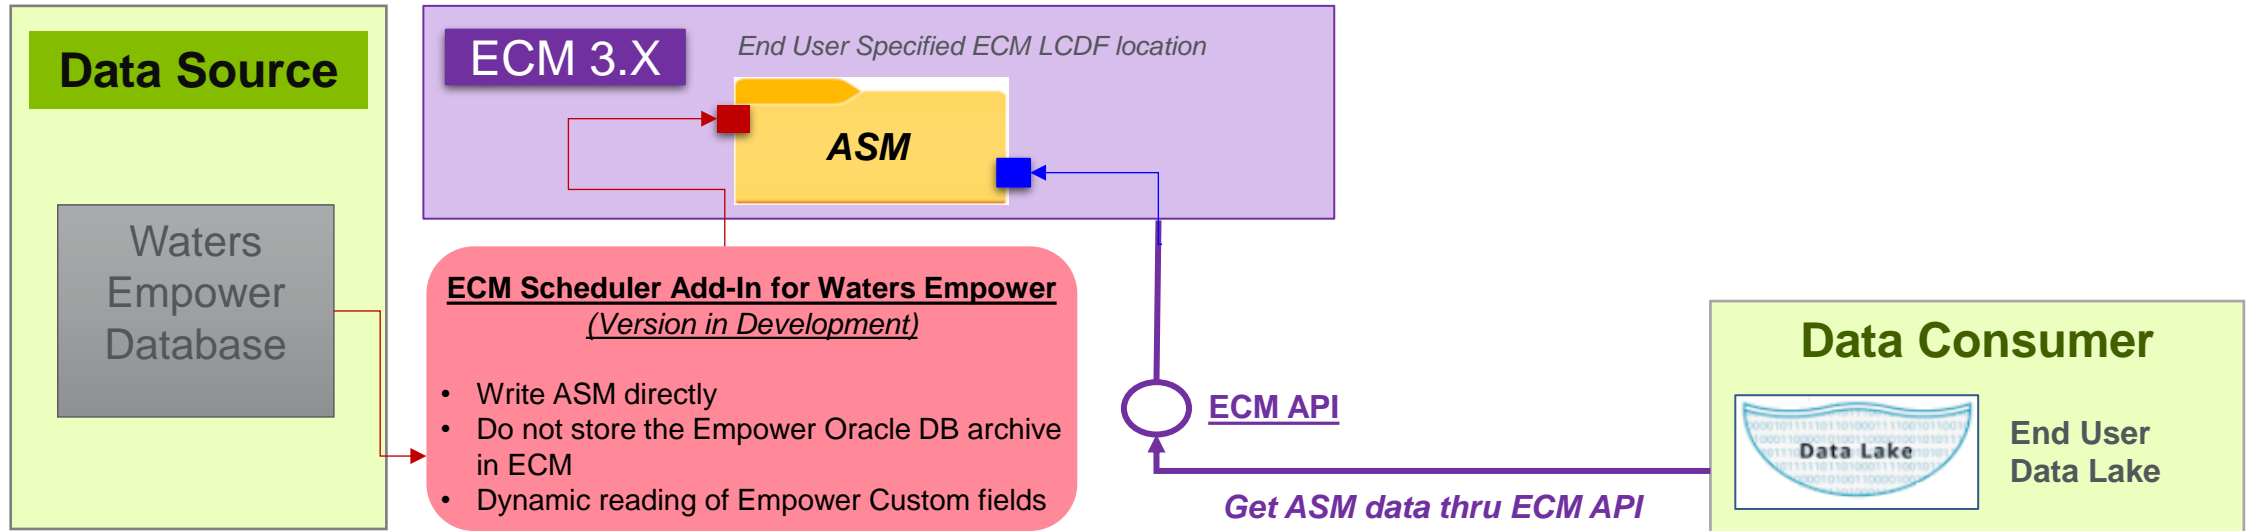 Data Source
Waters
Empower
Database
ECM 3.X
End User Specified ECM LCDF location
ASM
ECM Scheduler Add-In for Waters Empower
(Version in Development)
• Write ASM directly
• Do not store the Empower Oracle DB archive
in ECM
• Dynamic reading of Empower Custom fields
ECM API
Get ASM data thru ECM API
Data Consumer
Data Lake
End User
Data Lake